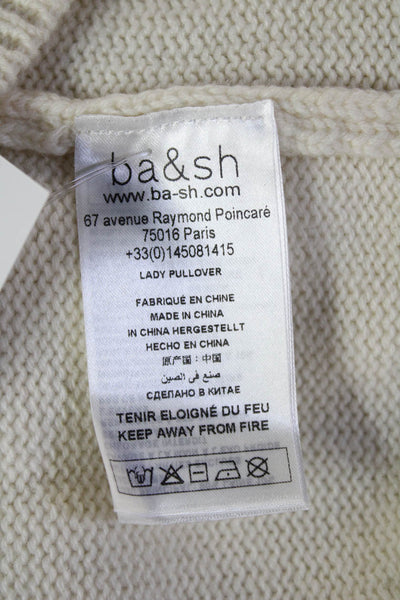 ba&sh
www.ba-sh.com
67 avenue Raymond Poincaré
75016 Paris
+33(0)145081415
LADY PULLOVER
FABRIQUÉ EN CHINE
MADE IN CHINA
IN CHINA HERGESTELLT
HECHO EN CHINA
原产国：中国
صنع في الصين
СДЕЛАНО В КИТАЕ
TENIR ELOIGNÉ DU FEU
KEEP AWAY FROM FIRE